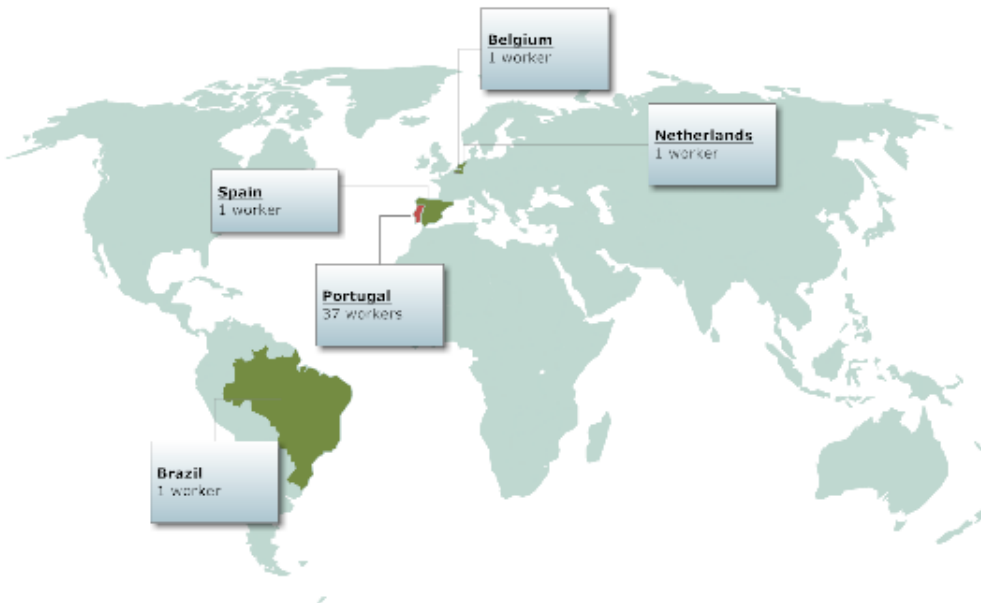 Belgium
1 worker
Netherlands
1 worker
Spain
1 worker
Portugal
37 workers
Brazil
1 worker